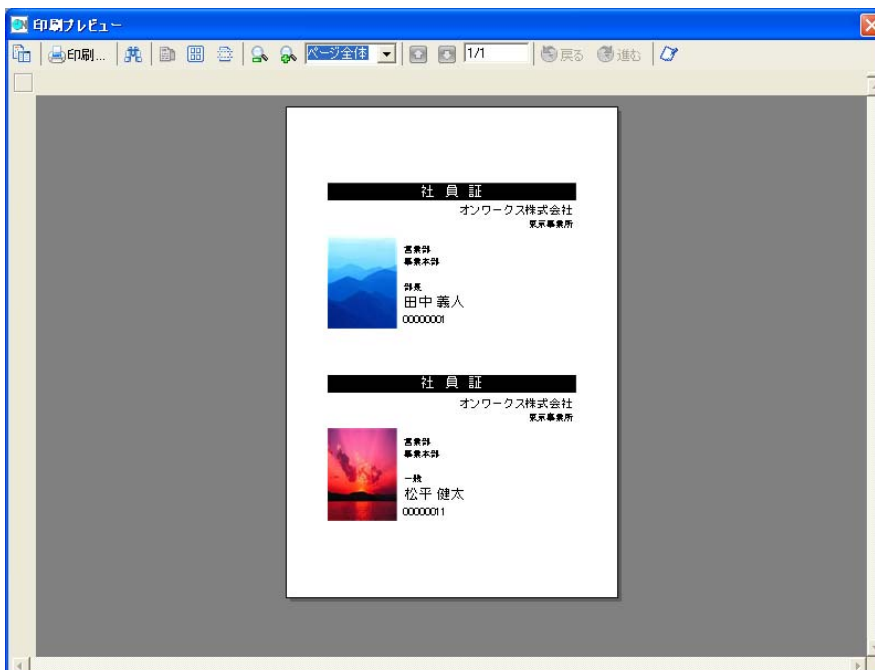 印刷プレビュー
印刷... ページ全体 1/1 戻る 進む
社 員 証
オンワークス株式会社
東京事業所
営業部
事業本部
部長
田中 義人
00000001
社 員 証
オンワークス株式会社
東京事業所
営業部
事業本部
一般
松平 健太
00000011